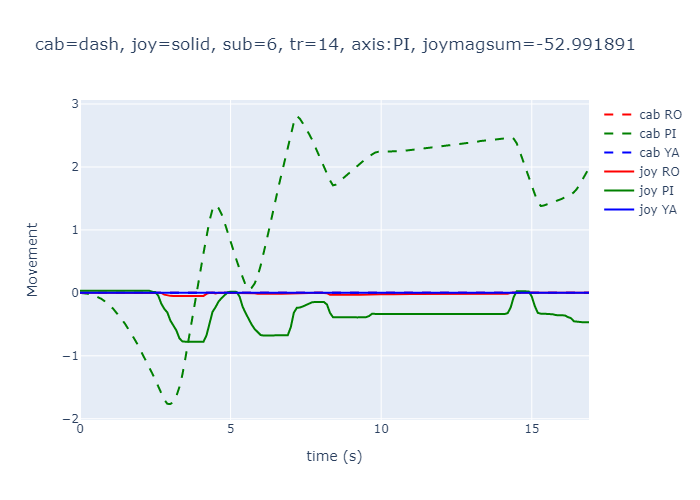 cab=dash, joy=solid, sub=6, tr=14, axis:PI, joymagsum=-52.991891
3
2
1
0
−1
−2
Movement
0
5
10
15
time (s)
cab RO
cab PI
cab YA
joy RO
joy PI
joy YA